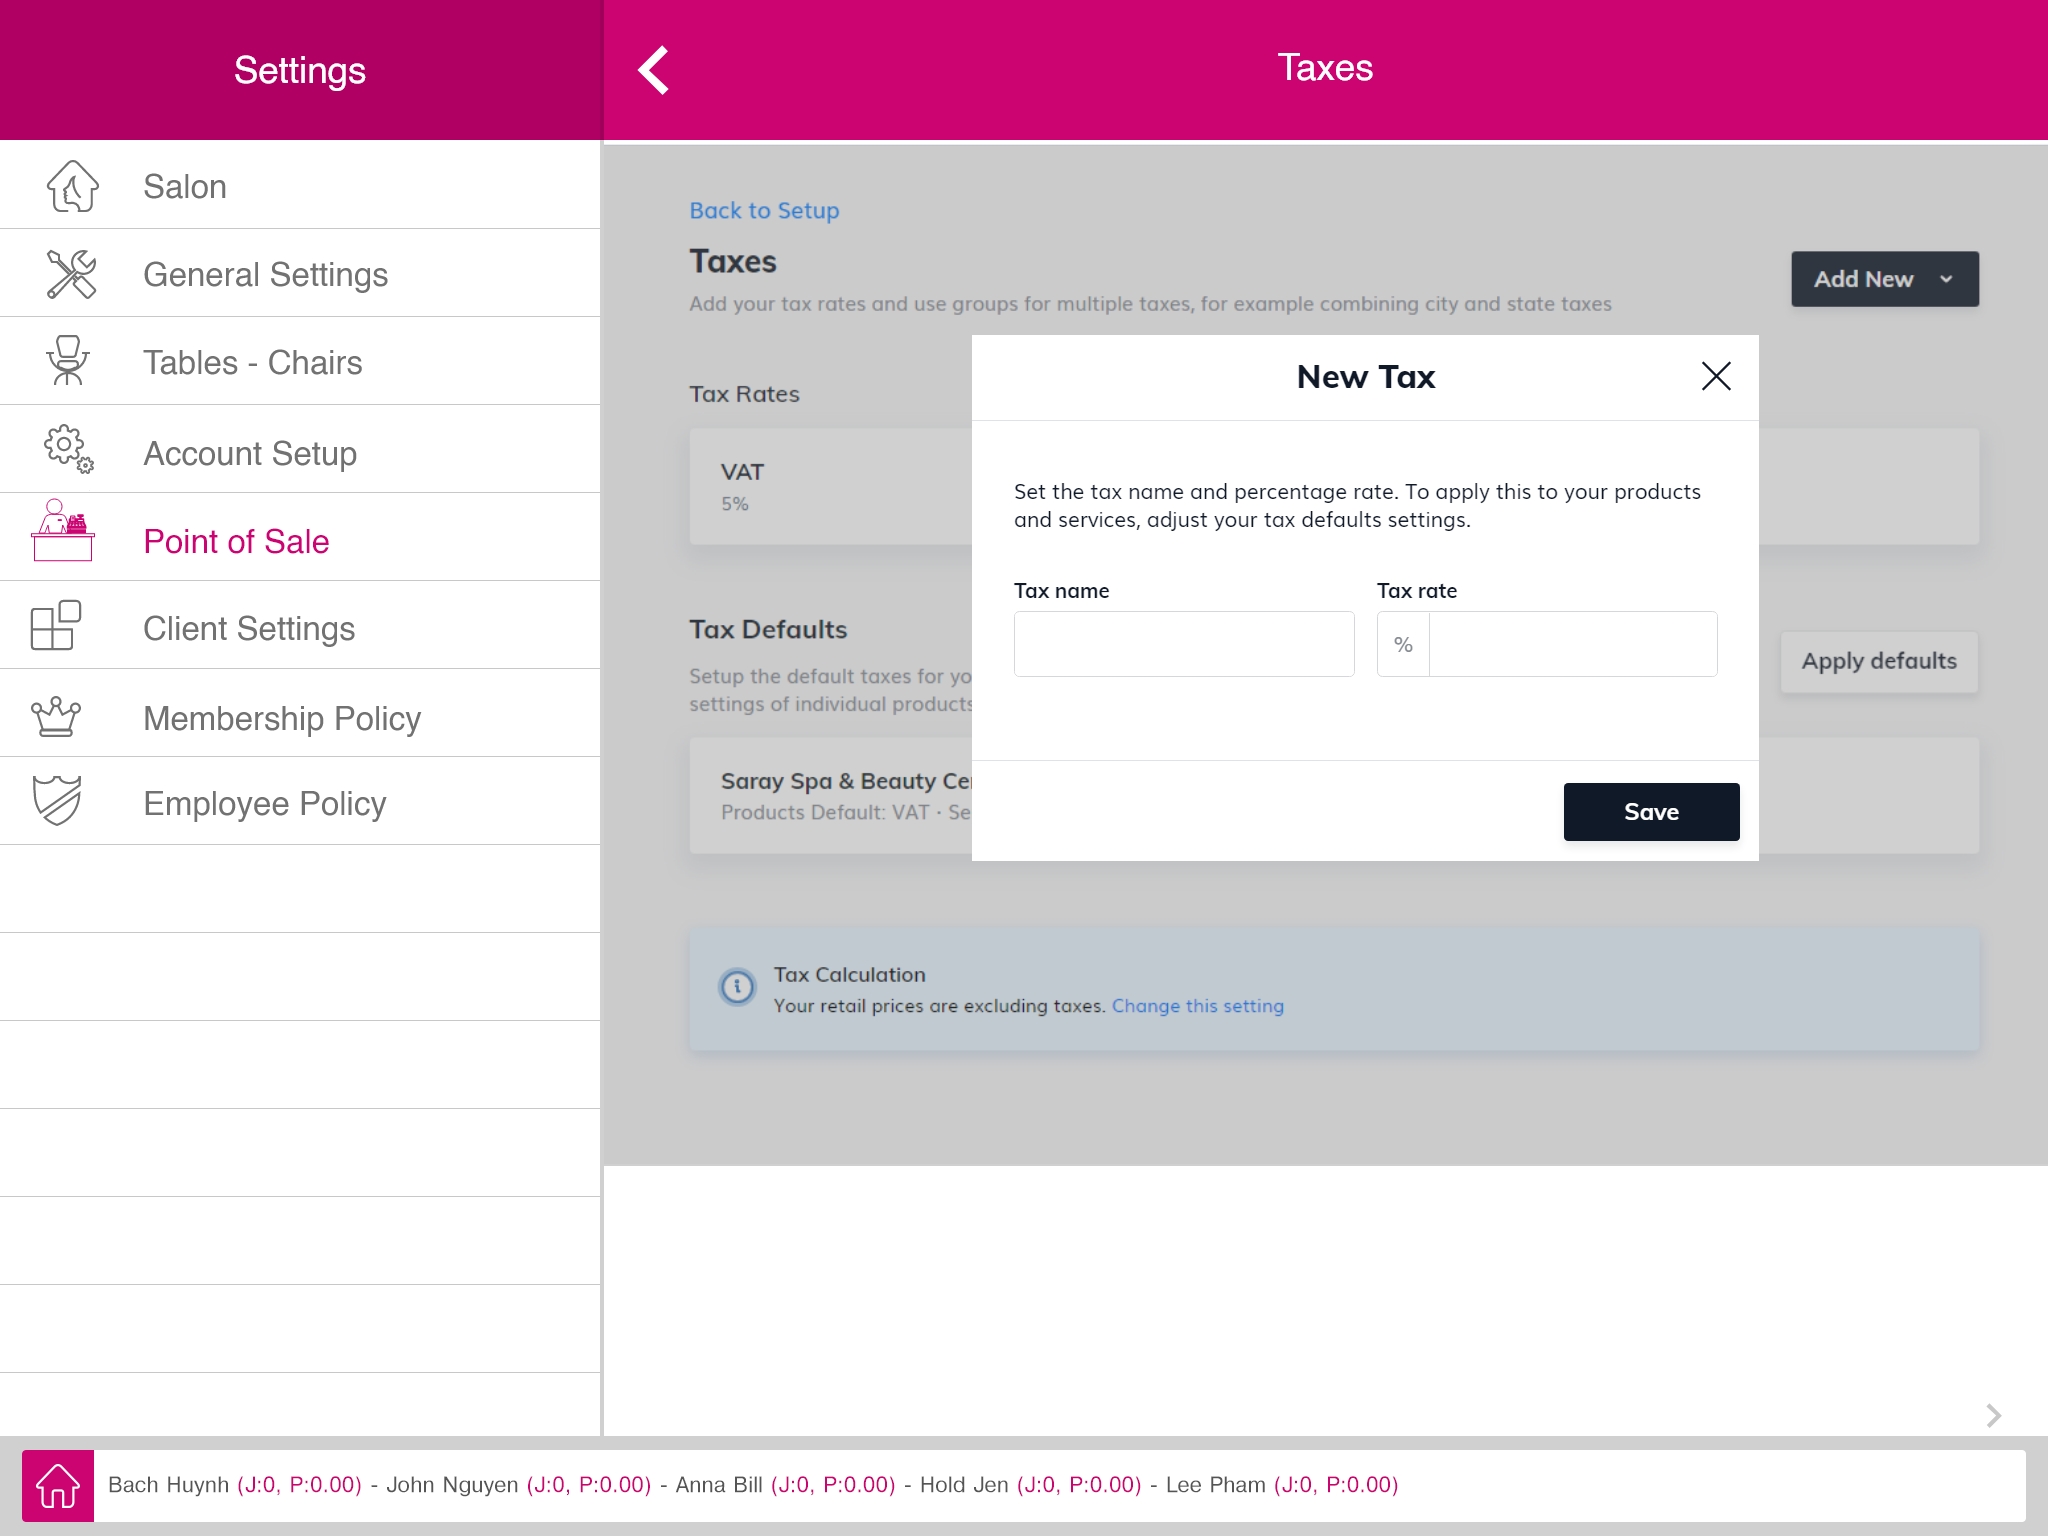 Settings
Taxes
Salon
General Settings
Tables - Chairs
Account Setup
Point of Sale
Client Settings
Membership Policy
Employee Policy
Back to Setup
Taxes
Add New
Add your tax rates and use groups for multiple taxes, for example combining city and state taxes
Tax Rates
VAT
5%
Tax Defaults
Setup the default taxes for
settings of individual products
Apply defaults
Saray Spa & Beauty
Products Default: VAT ·
New Tax
Set the tax name and percentage rate. To apply this to your products
and services, adjust your tax defaults settings.
Tax name
Tax rate
%
Save
Tax Calculation
Your retail prices are excluding taxes. Change this setting
Bach Huynh (J:0, P:0.00) - John Nguyen (J:0, P:0.00) - Anna Bill (J:0, P:0.00) - Hold Jen (J:0, P:0.00) - Lee Pham (J:0, P:0.00)